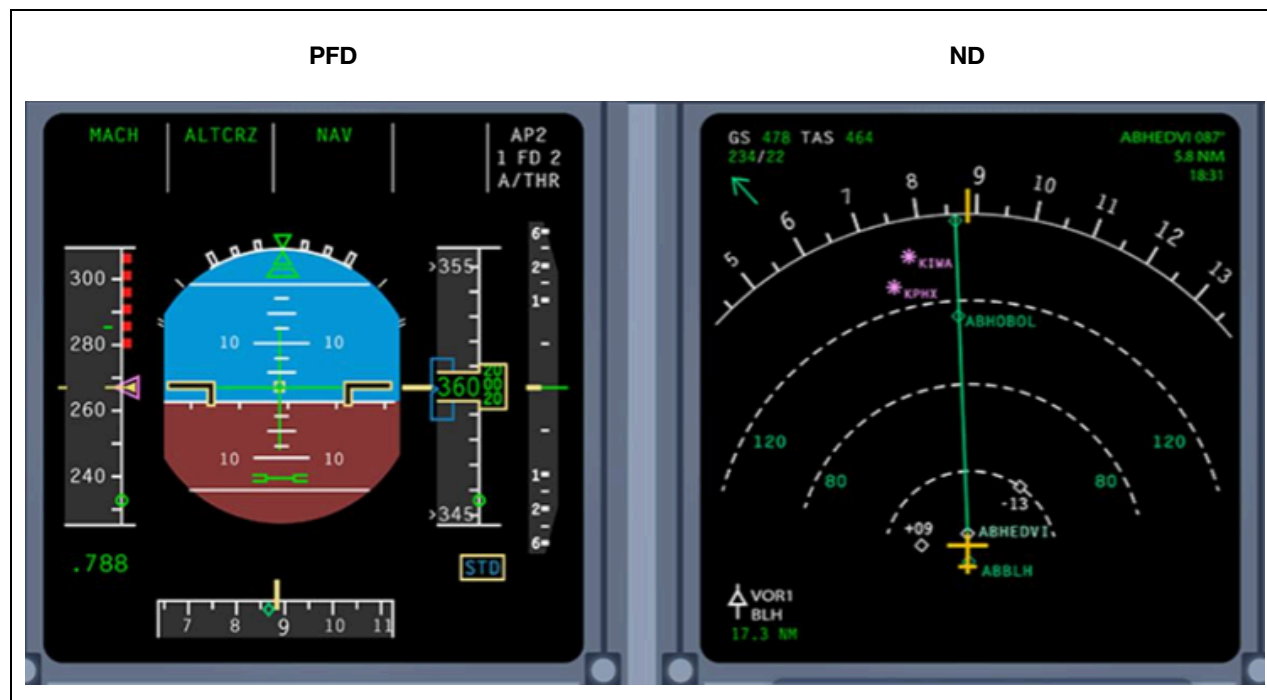 PFD
ND
MACH ALTCRZ NAV AP2
1 FD 2
A/THR
300
280
260
240
.788
10 10
10 10
355
360 20
00
20
345
STD
6
2
1
1
2
6
7 8 9 10 11
GS 478 TAS 464
234/22
ABHEDVI 087°
5.8 NM
18:31
5 6 7 8 9 10 11 12 13
KIWA
KPHX
ABHOBOL
120 120
80 80
-13
+09
ABHEDVI
ABBLH
VOR1
BLH
17.3 NM